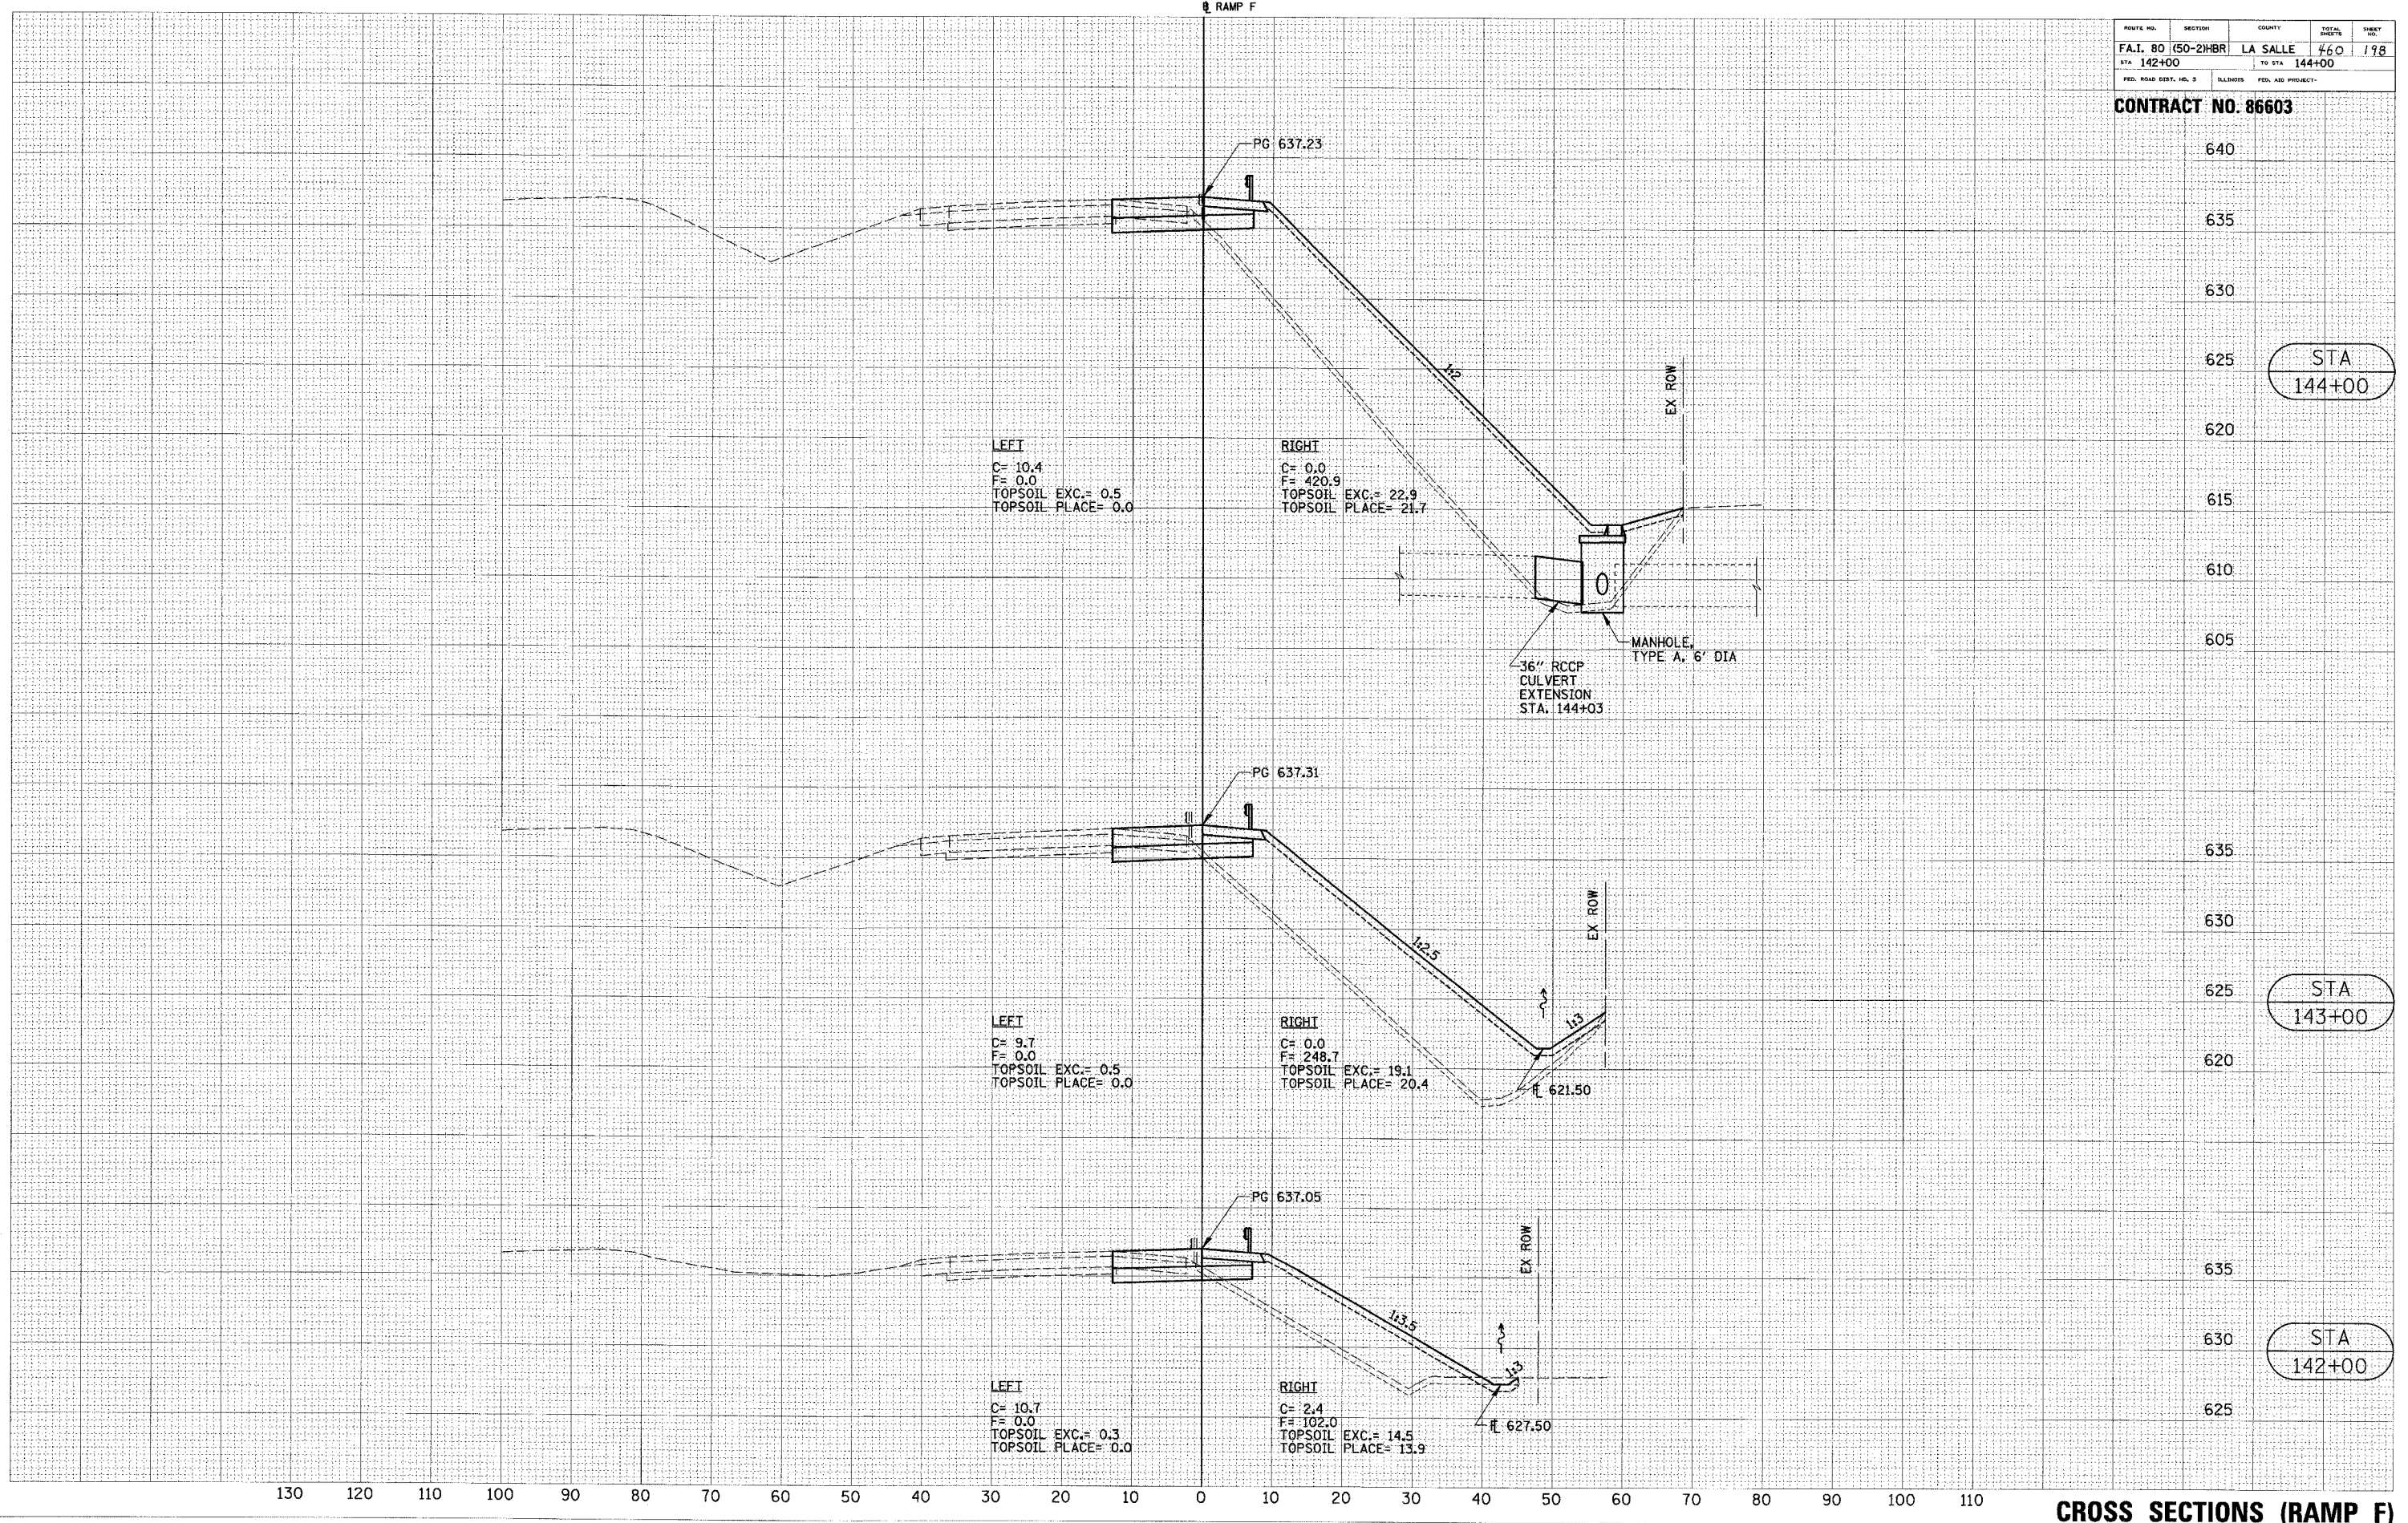 ℄ RAMP F
ROUTE NO. SECTION COUNTY TOTAL SHEETS SHEET NO.
F.A.I. 80 (50-2)HBR LA SALLE 460 198
STA 142+00 TO STA 144+00
FED. ROAD DIST. NO. 3 ILLINOIS FED. AID PROJECT-
CONTRACT NO. 86603
PG 637.23
640
635
630
625
620
615
610
605
STA
144+00
1:2
EX ROW
LEFT
C= 10.4
F= 0.0
TOPSOIL EXC.= 0.5
TOPSOIL PLACE= 0.0
RIGHT
C= 0.0
F= 420.9
TOPSOIL EXC.= 22.9
TOPSOIL PLACE= 21.7
MANHOLE,
TYPE A, 6' DIA
36" RCCP
CULVERT
EXTENSION
STA. 144+03
PG 637.31
635
630
625
620
STA
143+00
1:2.5
1:3
EX ROW
LEFT
C= 9.7
F= 0.0
TOPSOIL EXC.= 0.5
TOPSOIL PLACE= 0.0
RIGHT
C= 0.0
F= 248.7
TOPSOIL EXC.= 19.1
TOPSOIL PLACE= 20.4
FL 621.50
PG 637.05
635
630
625
STA
142+00
1:3.5
1:3
EX ROW
LEFT
C= 10.7
F= 0.0
TOPSOIL EXC.= 0.3
TOPSOIL PLACE= 0.0
RIGHT
C= 2.4
F= 102.0
TOPSOIL EXC.= 14.5
TOPSOIL PLACE= 13.9
FL 627.50
130 120 110 100 90 80 70 60 50 40 30 20 10 0 10 20 30 40 50 60 70 80 90 100 110
CROSS SECTIONS (RAMP F)